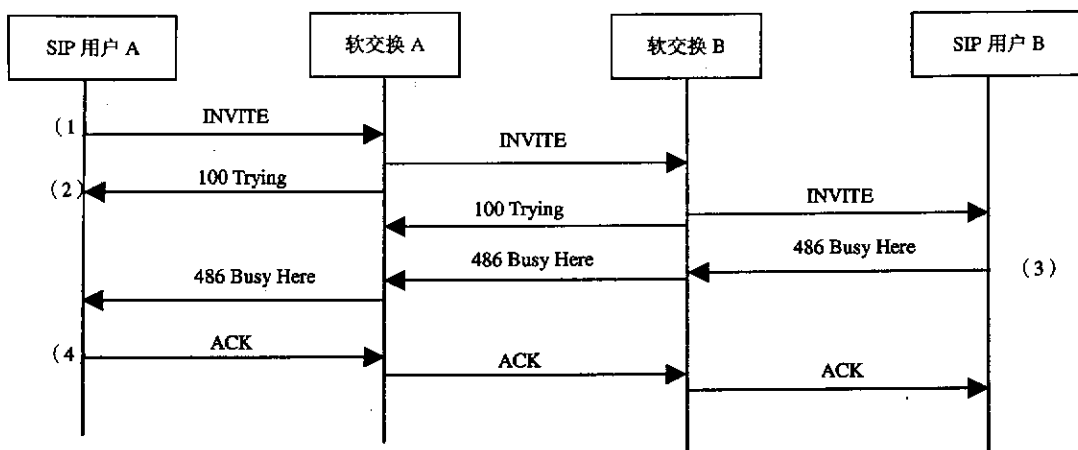 SIP 用户 A
软交换 A
软交换 B
SIP 用户 B
(1
INVITE
INVITE
(2)
100 Trying
INVITE
100 Trying
486 Busy Here
(3)
486 Busy Here
486 Busy Here
(4
ACK
ACK
ACK